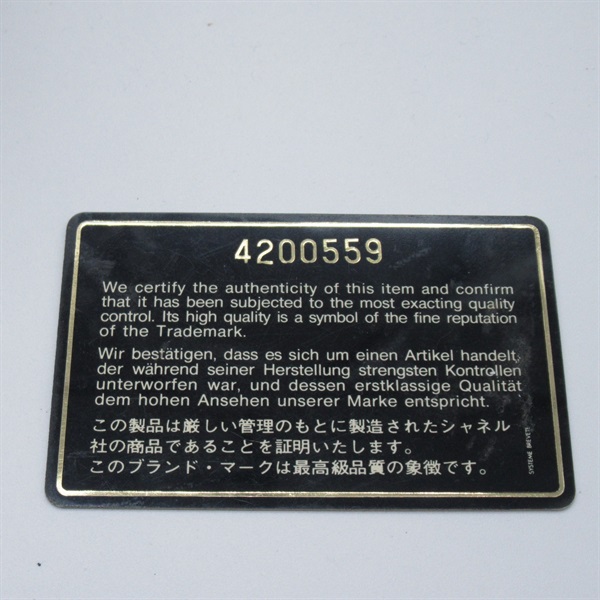 4200559
We certify the authenticity of this item and confirm
that it has been subjected to the most exacting quality
control. Its high quality is a symbol of the fine reputation
of the Trademark.
Wir bestätigen, dass es sich um einen Artikel handelt,
der während seiner Herstellung strengsten Kontrollen
unterworfen war, und dessen erstklassige Qualität
dem hohen Ansehen unserer Marke entspricht.
この製品は厳しい管理のもとに製造されたシャネル
社の商品であることを証明いたします。
このブランド・マークは最高級品質の象徴です。
SYSTEME BREVETE